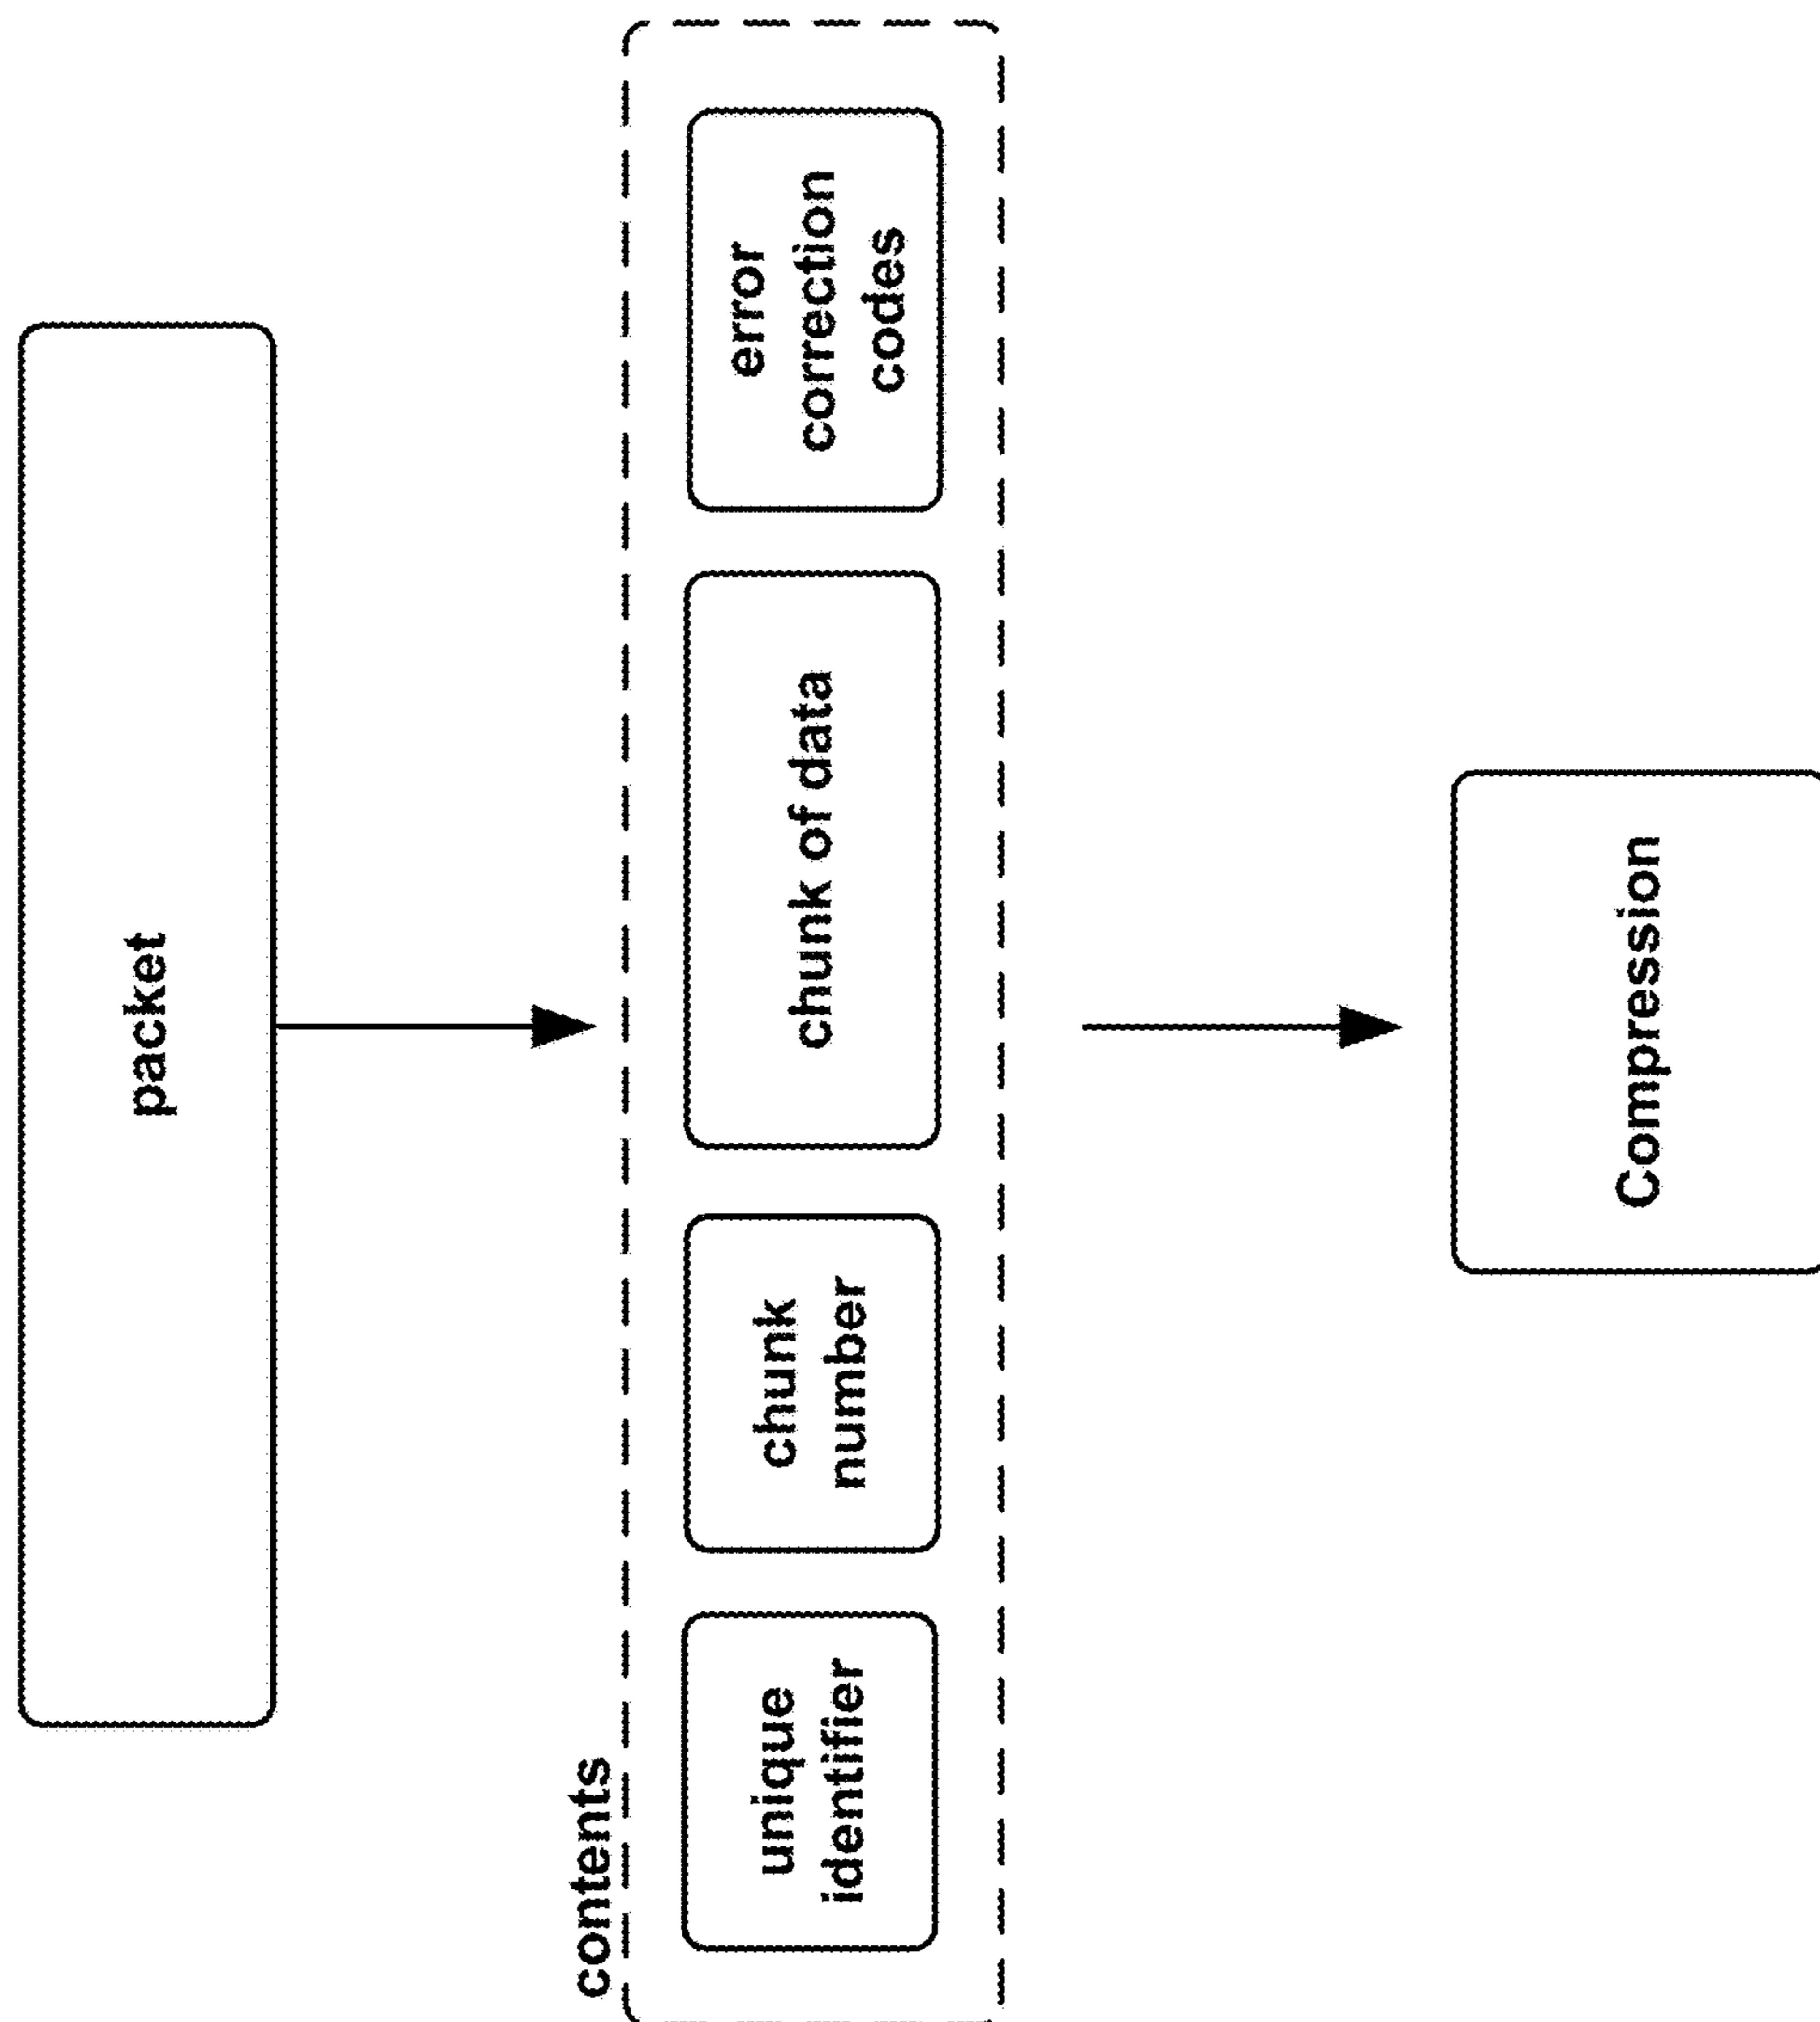 packet
contents
unique
identifier
chunk
number
chunk of data
error
correction
codes
Compression